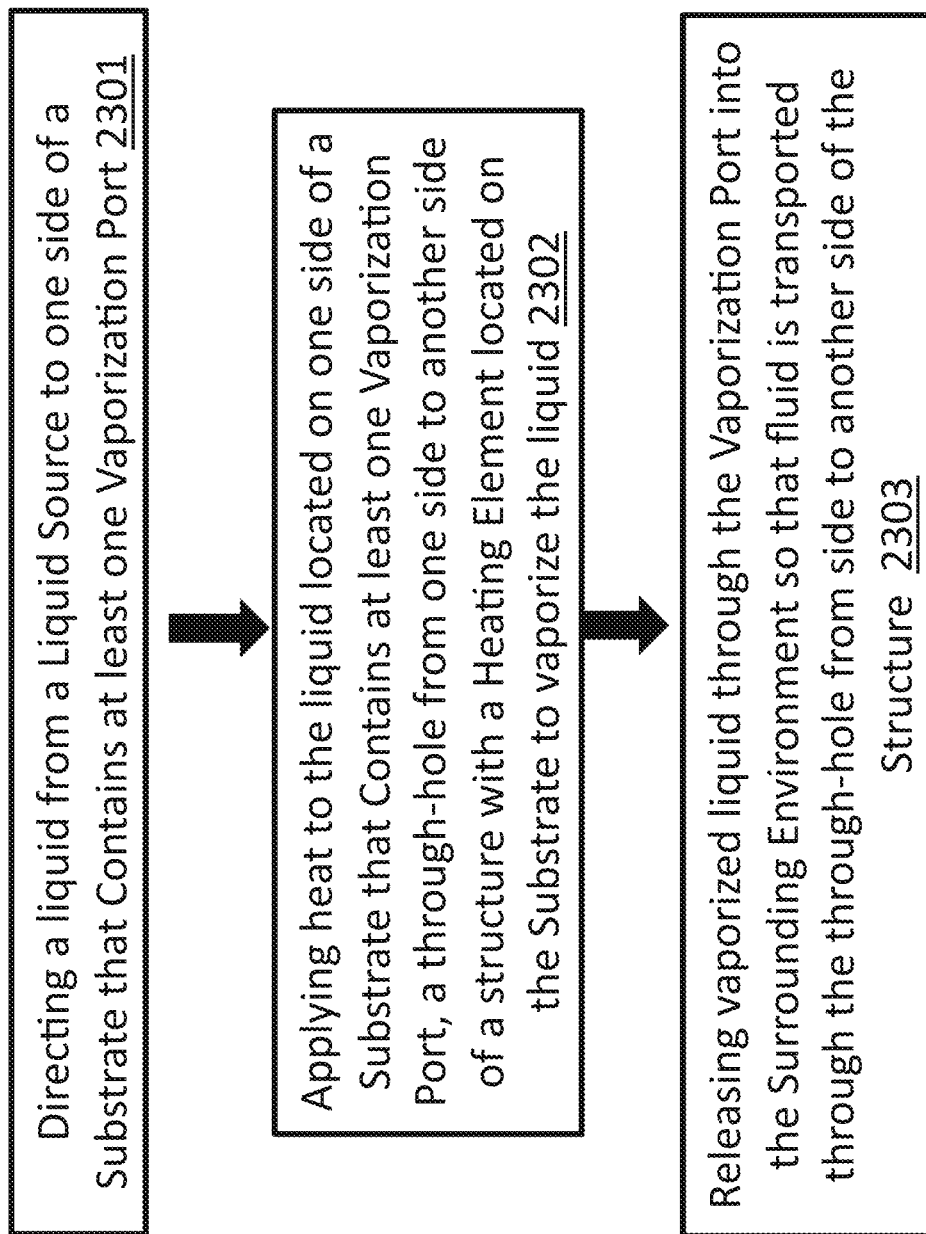 Directing a liquid from a Liquid Source to one side of a
Substrate that Contains at least one Vaporization Port 2301
Applying heat to the liquid located on one side of a
Substrate that Contains at least one Vaporization
Port, a through-hole from one side to another side
of a structure with a Heating Element located on
the Substrate to vaporize the liquid 2302
Releasing vaporized liquid through the Vaporization Port into
the Surrounding Environment so that fluid is transported
through the through-hole from side to another side of the
Structure 2303